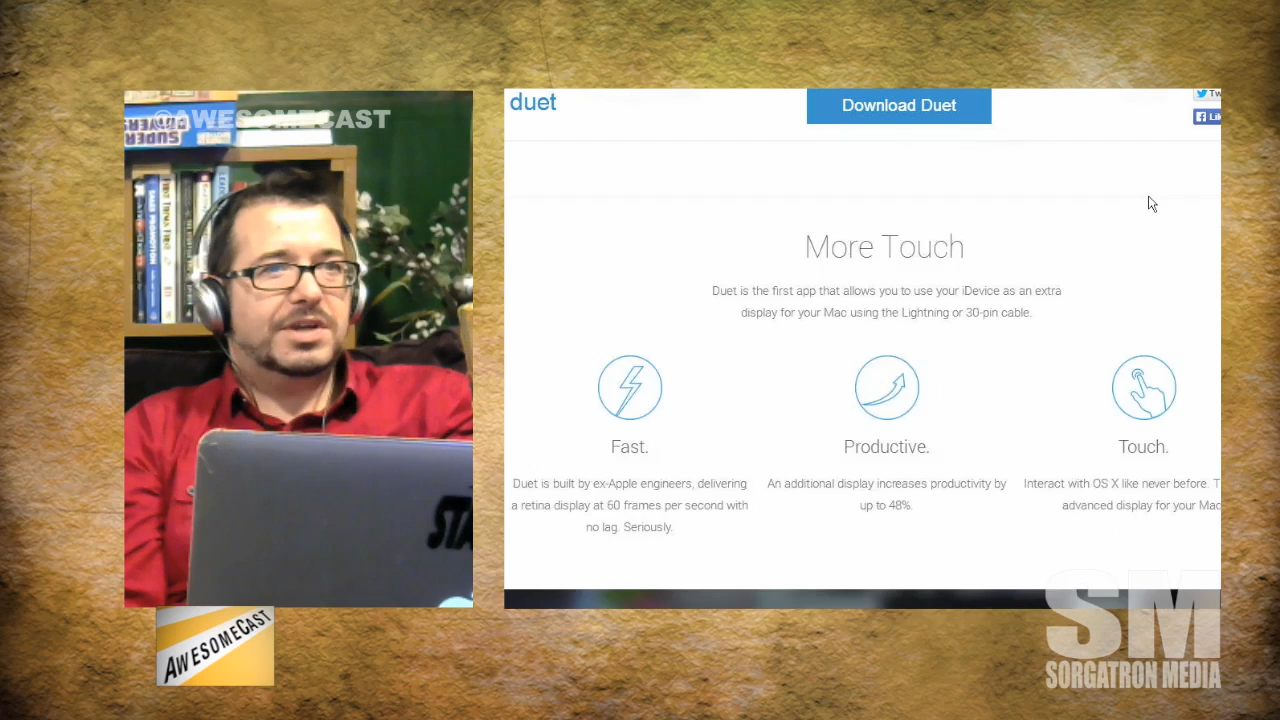 @AWESOMECAST
SUPER
duet
Download Duet
More Touch
Duet is the first app that allows you to use your iDevice as an extra
display for your Mac using the Lightning or 30-pin cable.
Fast.
Productive.
Touch.
Duet is built by ex-Apple engineers, delivering
a retina display at 60 frames per second with
no lag. Seriously.
An additional display increases productivity by
up to 48%.
Interact with OS X like never before. T
advanced display for your Mac
STA
AWESOMECAST
SM
SORGATRON MEDIA